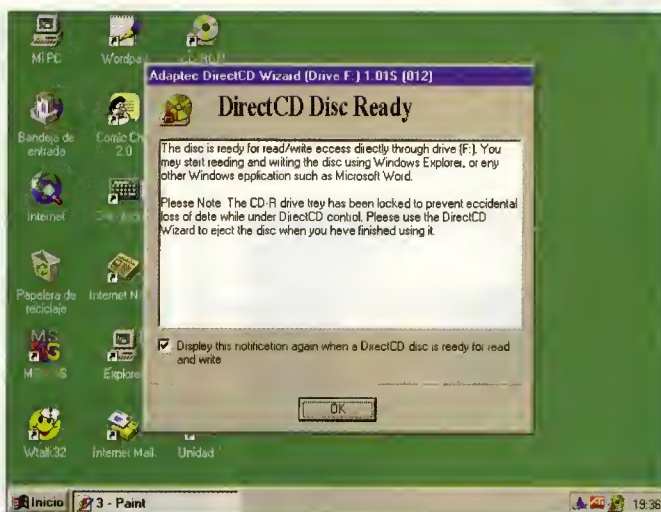 Mi PC
Wordpa
Bandeja de
entrada
Comic Ch
2.0
Internet
Papelera de
reciclaje
Internet N
Explore
Wtalk32
Internet Mail.
Unidad
Adaptec DirectCD Wizard (Drive F:) 1.01S (012)
DirectCD Disc Ready
The disc is ready for read/write access directly through drive (F:). You
may start reading and writing the disc using Windows Explorer, or any
other Windows application such as Microsoft Word.
Please Note: The CD-R drive tray has been locked to prevent accidental
loss of data while under DirectCD control. Please use the DirectCD
Wizard to eject the disc when you have finished using it.
Display this notification again when a DirectCD disc is ready for read
and write
OK
Inicio
3 - Paint
19:36